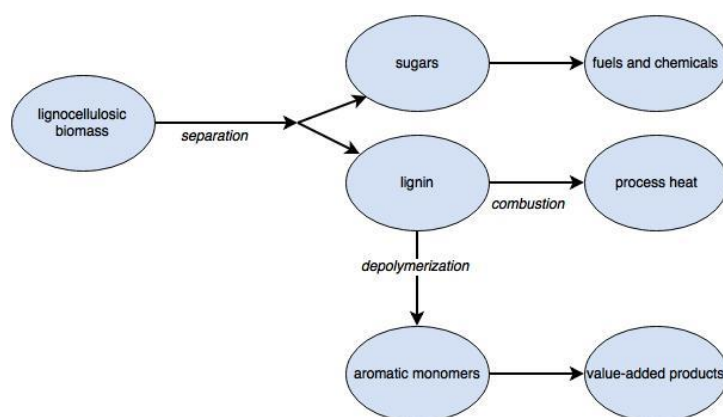 sugars
fuels and chemicals
lignocellulosic
biomass
separation
lignin
process heat
combustion
depolymerization
aromatic monomers
value-added products